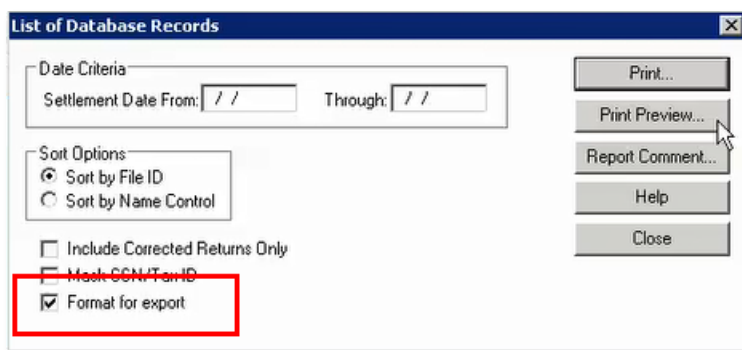 List of Database Records
Date Criteria
Settlement Date From: / / Through: / /
Sort Options
Sort by File ID
Sort by Name Control
Include Corrected Returns Only
Mask SSN/Tax ID
Format for export
Print...
Print Preview...
Report Comment...
Help
Close